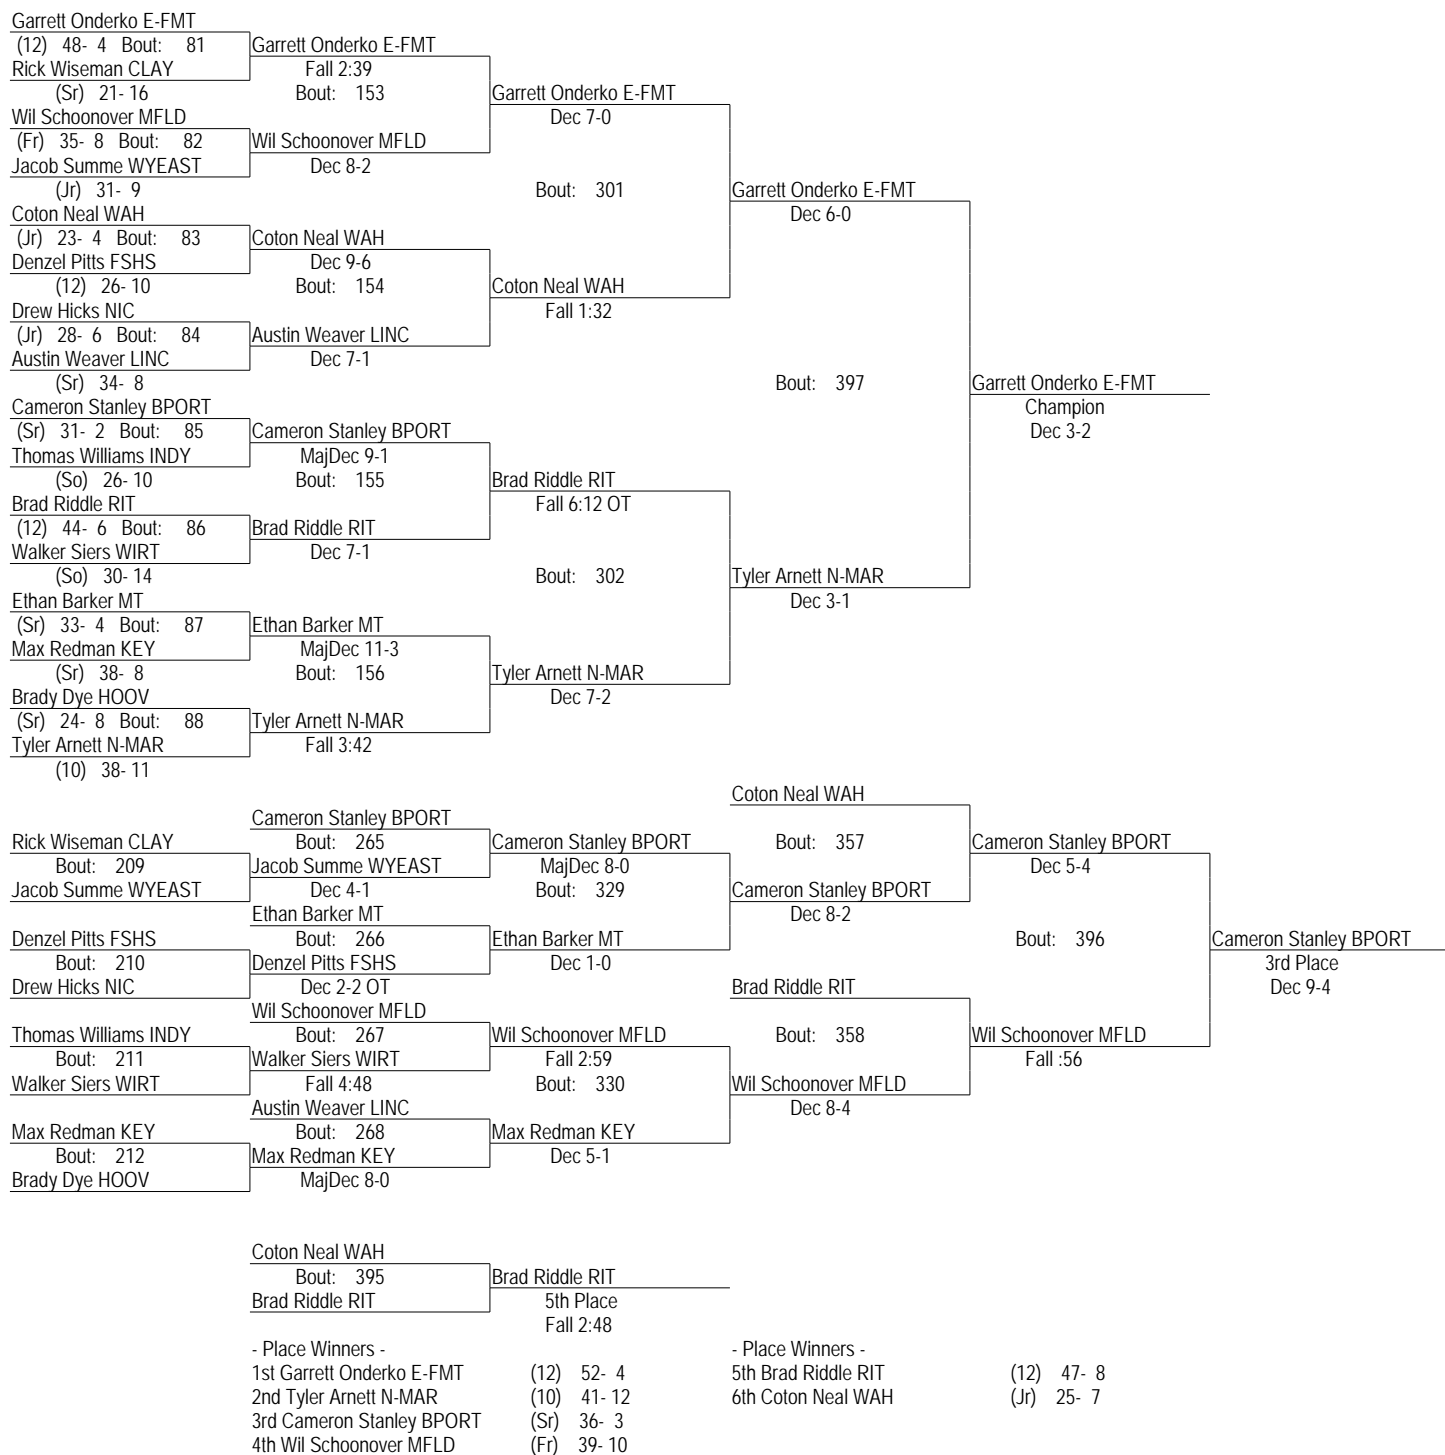 Garrett Onderko E-FMT
(12) 48- 4 Bout: 81 Garrett Onderko E-FMT
Rick Wiseman CLAY Fall 2:39
(Sr) 21- 16 Bout: 153 Garrett Onderko E-FMT
Wil Schoonover MFLD Dec 7-0
(Fr) 35- 8 Bout: 82 Wil Schoonover MFLD
Jacob Summe WYEAST Dec 8-2
(Jr) 31- 9 Bout: 301 Garrett Onderko E-FMT
Coton Neal WAH Dec 6-0
(Jr) 23- 4 Bout: 83 Coton Neal WAH
Denzel Pitts FSHS Dec 9-6
(12) 26- 10 Bout: 154 Coton Neal WAH
Drew Hicks NIC Fall 1:32
(Jr) 28- 6 Bout: 84 Austin Weaver LINC
Austin Weaver LINC Dec 7-1
(Sr) 34- 8 Bout: 397 Garrett Onderko E-FMT
Cameron Stanley BPORT Champion
(Sr) 31- 2 Bout: 85 Cameron Stanley BPORT Dec 3-2
Thomas Williams INDY MajDec 9-1
(So) 26- 10 Bout: 155 Brad Riddle RIT
Brad Riddle RIT Fall 6:12 OT
(12) 44- 6 Bout: 86 Brad Riddle RIT
Walker Siers WIRT Dec 7-1
(So) 30- 14 Bout: 302 Tyler Arnett N-MAR
Ethan Barker MT Dec 3-1
(Sr) 33- 4 Bout: 87 Ethan Barker MT
Max Redman KEY MajDec 11-3
(Sr) 38- 8 Bout: 156 Tyler Arnett N-MAR
Brady Dye HOOV Dec 7-2
(Sr) 24- 8 Bout: 88 Tyler Arnett N-MAR
Tyler Arnett N-MAR Fall 3:42
(10) 38- 11
Coton Neal WAH
Cameron Stanley BPORT
Rick Wiseman CLAY Bout: 265 Cameron Stanley BPORT Bout: 357 Cameron Stanley BPORT
Bout: 209 Jacob Summe WYEAST MajDec 8-0 Dec 5-4
Jacob Summe WYEAST Dec 4-1 Bout: 329 Cameron Stanley BPORT
Ethan Barker MT Dec 8-2
Denzel Pitts FSHS Bout: 266 Ethan Barker MT Bout: 396 Cameron Stanley BPORT
Bout: 210 Denzel Pitts FSHS Dec 1-0 3rd Place
Drew Hicks NIC Dec 2-2 OT Brad Riddle RIT Dec 9-4
Wil Schoonover MFLD
Thomas Williams INDY Bout: 267 Wil Schoonover MFLD Bout: 358 Wil Schoonover MFLD
Bout: 211 Walker Siers WIRT Fall 2:59 Fall :56
Walker Siers WIRT Fall 4:48 Bout: 330 Wil Schoonover MFLD
Austin Weaver LINC Dec 8-4
Max Redman KEY Bout: 268 Max Redman KEY
Bout: 212 Max Redman KEY Dec 5-1
Brady Dye HOOV MajDec 8-0
Coton Neal WAH
Bout: 395 Brad Riddle RIT
Brad Riddle RIT 5th Place
Fall 2:48
- Place Winners - - Place Winners -
1st Garrett Onderko E-FMT (12) 52- 4 5th Brad Riddle RIT (12) 47- 8
2nd Tyler Arnett N-MAR (10) 41- 12 6th Coton Neal WAH (Jr) 25- 7
3rd Cameron Stanley BPORT (Sr) 36- 3
4th Wil Schoonover MFLD (Fr) 39- 10